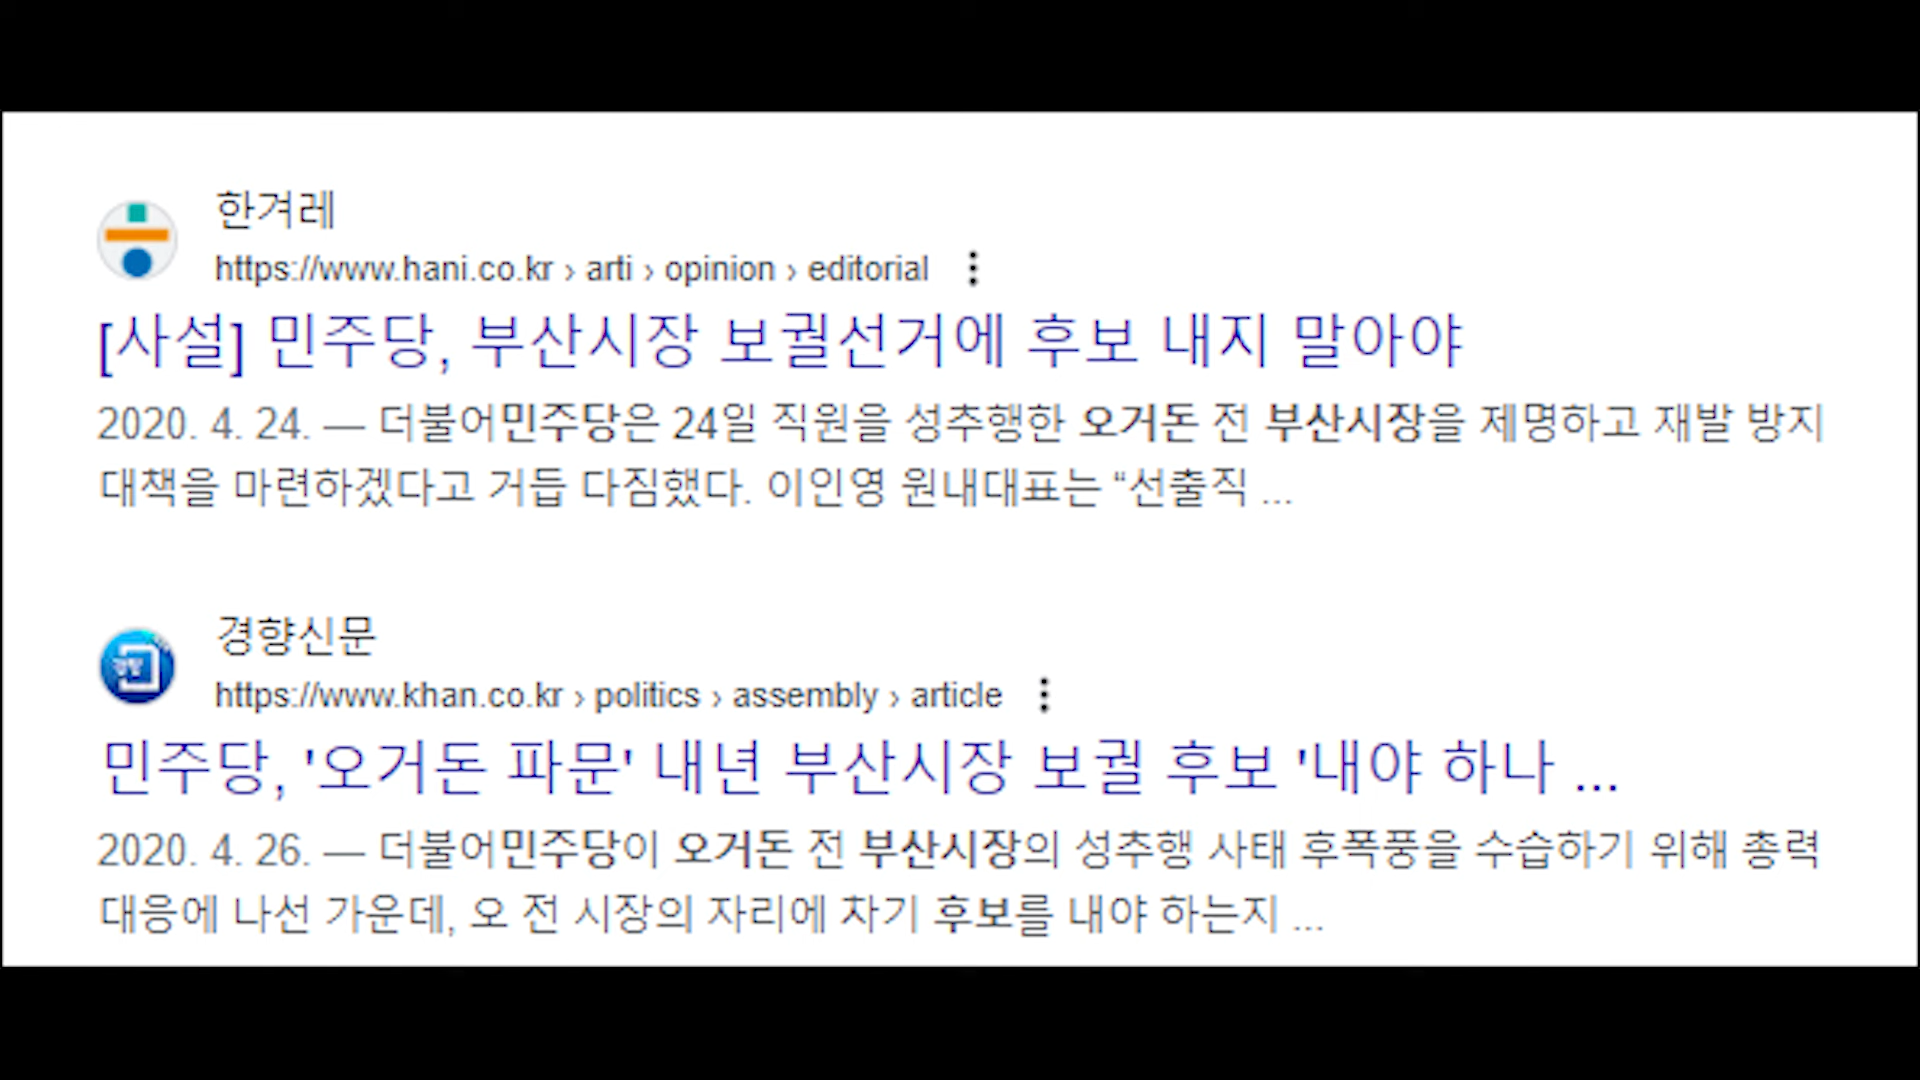 한겨레
https://www.hani.co.kr › arti › opinion › editorial
[사설] 민주당, 부산시장 보궐선거에 후보 내지 말아야
2020. 4. 24. — 더불어민주당은 24일 직원을 성추행한 오거돈 전 부산시장을 제명하고 재발 방지
대책을 마련하겠다고 거듭 다짐했다. 이인영 원내대표는 “선출직 ...
경향신문
https://www.khan.co.kr › politics › assembly › article
민주당, '오거돈 파문' 내년 부산시장 보궐 후보 '내야 하나 ...
2020. 4. 26. — 더불어민주당이 오거돈 전 부산시장의 성추행 사태 후폭풍을 수습하기 위해 총력
대응에 나선 가운데, 오 전 시장의 자리에 차기 후보를 내야 하는지 ...